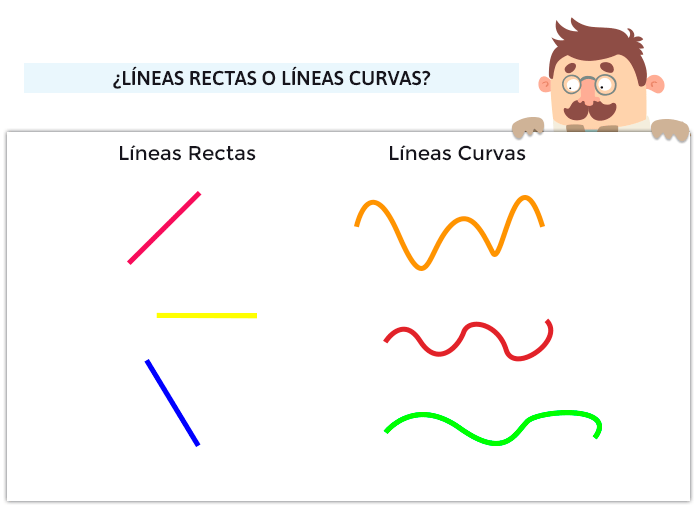 ¿LÍNEAS RECTAS O LÍNEAS CURVAS?
Líneas Rectas
Líneas Curvas